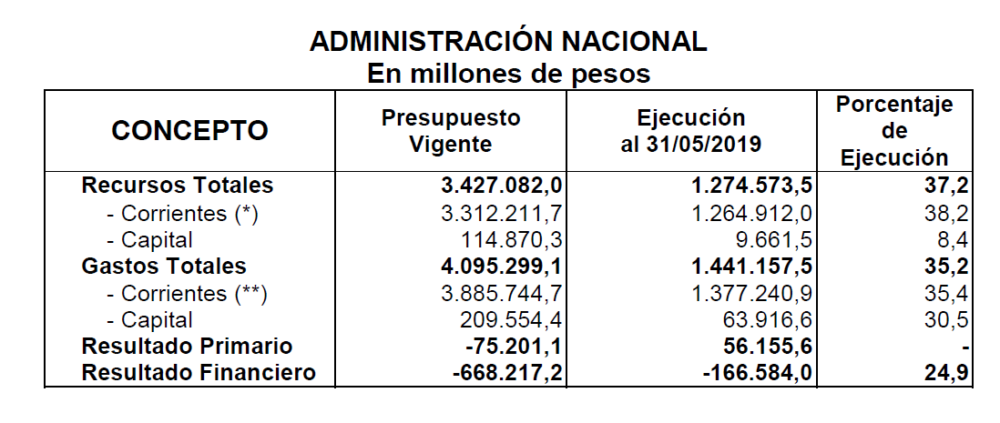 ADMINISTRACIÓN NACIONAL
En millones de pesos
CONCEPTO Presupuesto Vigente Ejecución al 31/05/2019 Porcentaje de Ejecución
Recursos Totales 3.427.082,0 1.274.573,5 37,2
- Corrientes (*) 3.312.211,7 1.264.912,0 38,2
- Capital 114.870,3 9.661,5 8,4
Gastos Totales 4.095.299,1 1.441.157,5 35,2
- Corrientes (**) 3.885.744,7 1.377.240,9 35,4
- Capital 209.554,4 63.916,6 30,5
Resultado Primario -75.201,1 56.155,6 -
Resultado Financiero -668.217,2 -166.584,0 24,9